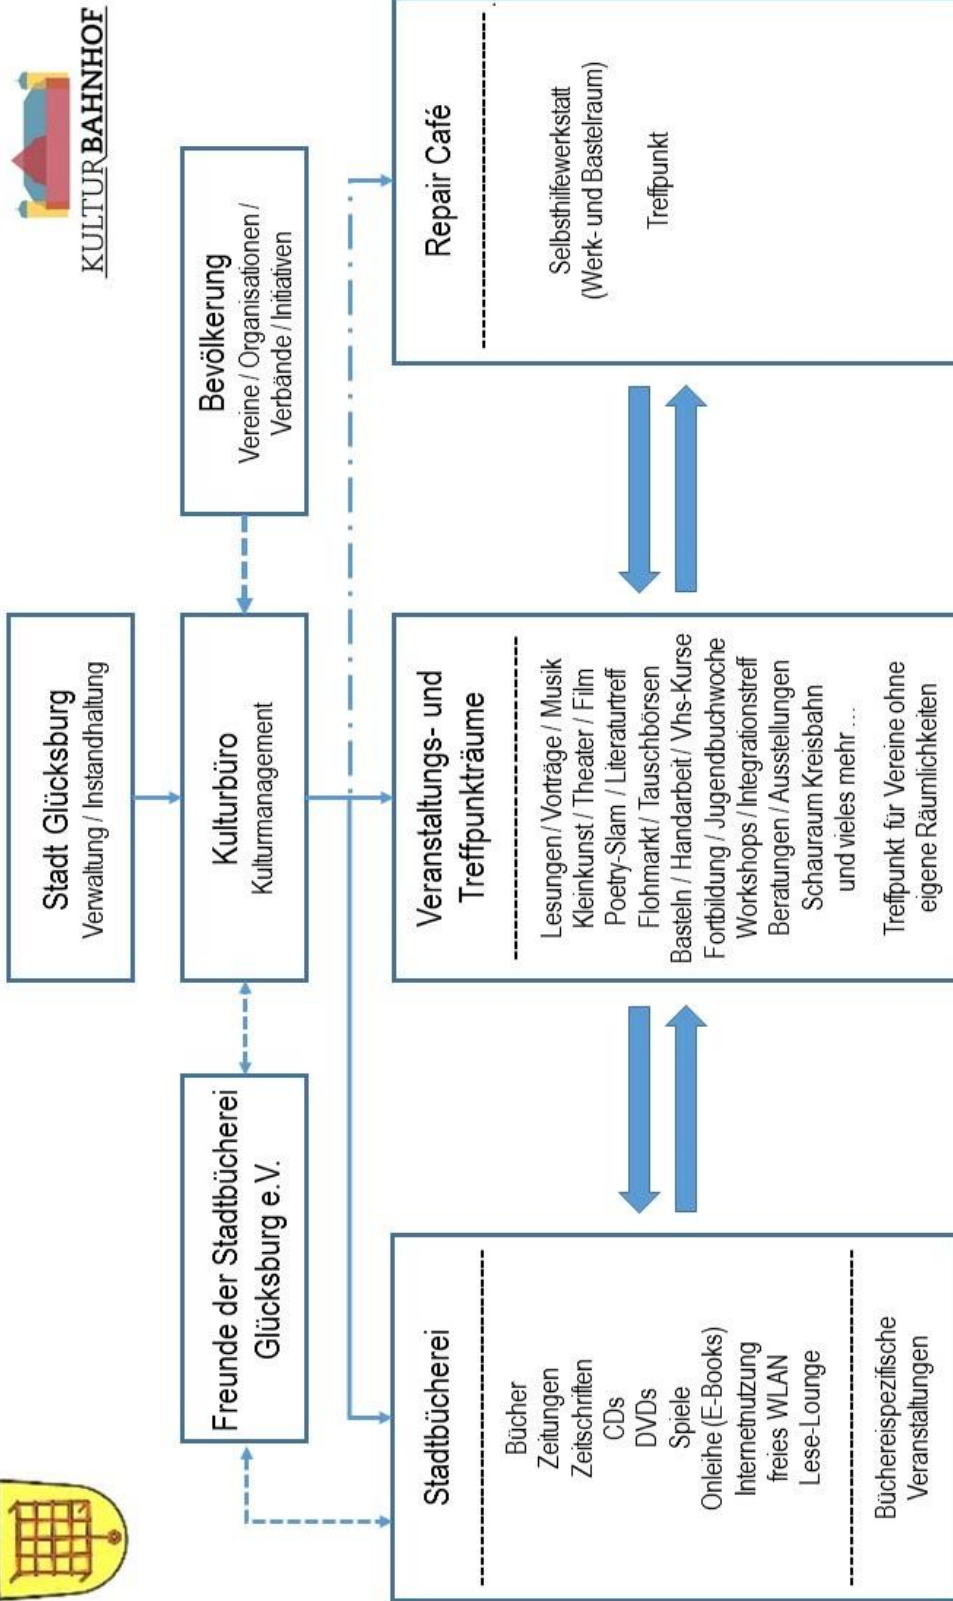 KULTURBAHNHOF
Stadt Glücksburg
Verwaltung / Instandhaltung
Freunde der Stadtbücherei
Glücksburg e.V.
Kulturbüro
Kulturmanagement
Bevölkerung
Vereine / Organisationen /
Verbände / Initiativen
Stadtbücherei
Bücher
Zeitungen
Zeitschriften
CDs
DVDs
Spiele
Onleihe (E-Books)
Internetnutzung
freies WLAN
Lese-Lounge
Büchereispezifische
Veranstaltungen
Veranstaltungs- und
Treffpunkträume
Lesungen / Vorträge / Musik
Kleinkunst / Theater / Film
Poetry-Slam / Literaturtreff
Flohmarkt / Tauschbörsen
Basteln / Handarbeit / Vhs-Kurse
Fortbildung / Jugendbuchwoche
Workshops / Integrationstreff
Beratungen / Ausstellungen
Schauraum Kreisbahn
und vieles mehr ...
Treffpunkt für Vereine ohne
eigene Räumlichkeiten
Repair Café
Selbsthilfewerkstatt
(Werk- und Bastelraum)
Treffpunkt